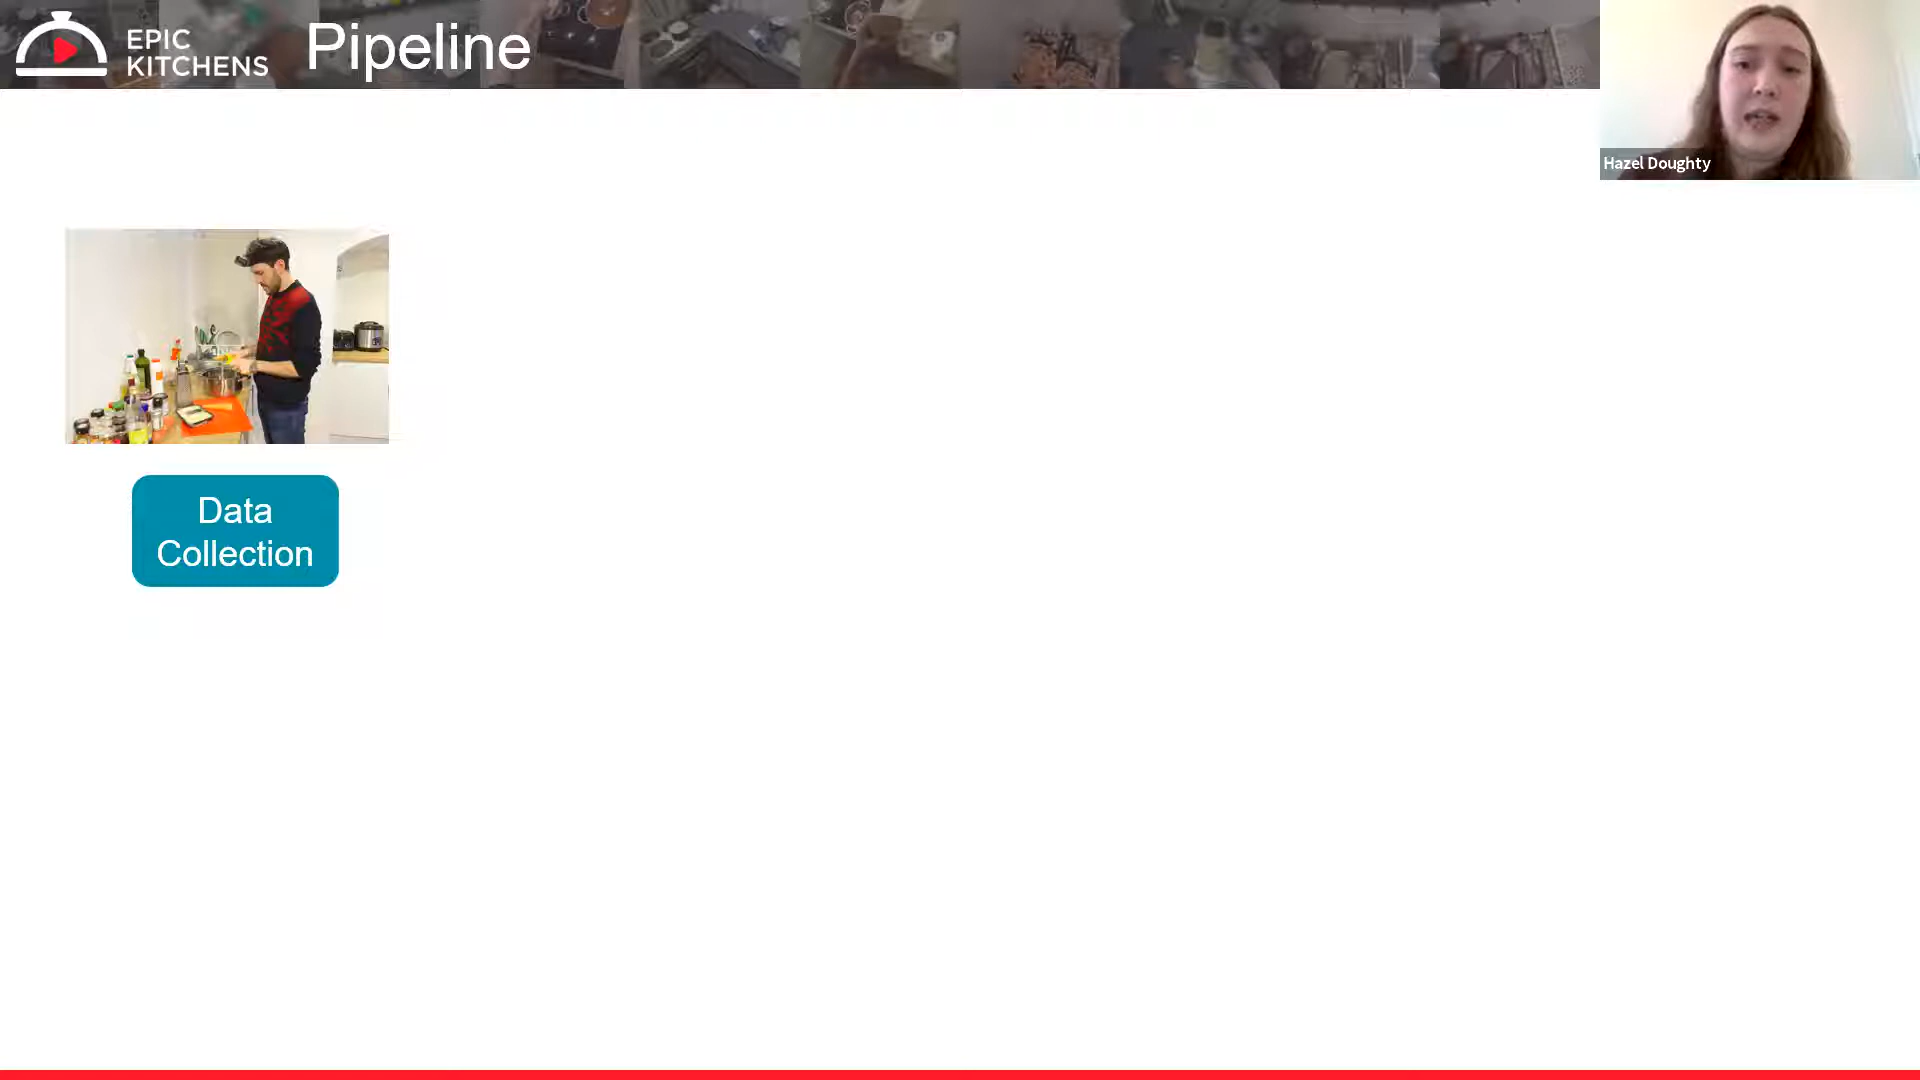 EPIC
KITCHENS
Pipeline
Hazel Doughty
Data
Collection